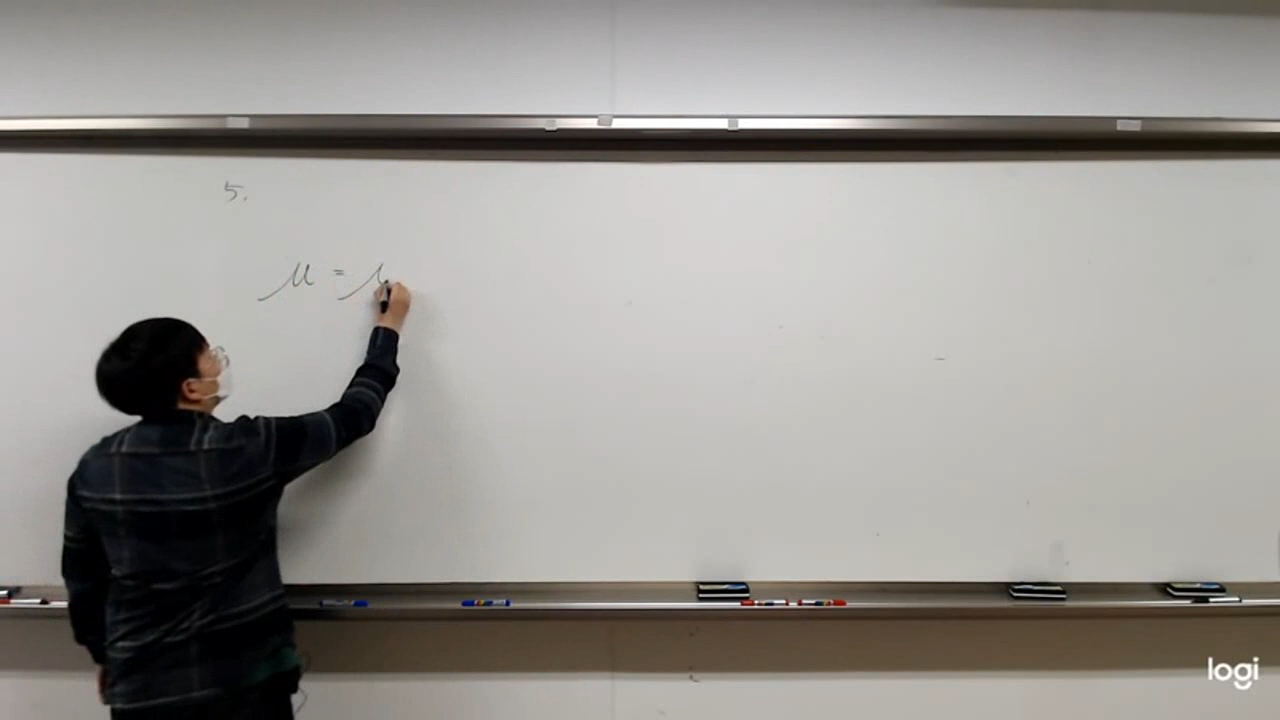 5.
μ = μ
logi